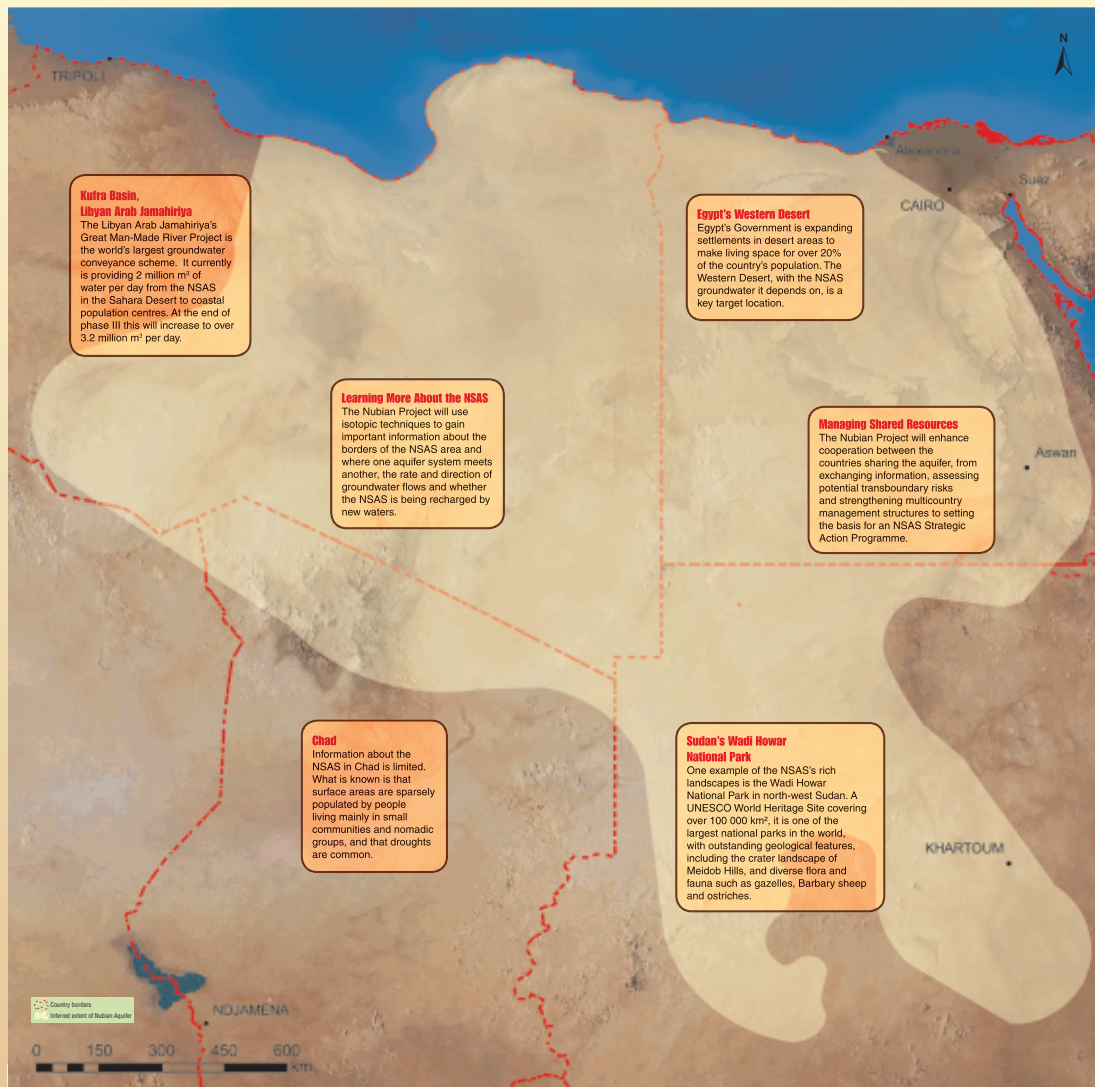 N
TRIPOLI
Alexandria
Suez
CAIRO
Kufra Basin,
Libyan Arab Jamahiriya
The Libyan Arab Jamahiriya's
Great Man-Made River Project is
the world's largest groundwater
conveyance scheme. It currently
is providing 2 million m³ of
water per day from the NSAS
in the Sahara Desert to coastal
population centres. At the end of
phase III this will increase to over
3.2 million m³ per day.
Egypt's Western Desert
Egypt's Government is expanding
settlements in desert areas to
make living space for over 20%
of the country's population. The
Western Desert, with the NSAS
groundwater it depends on, is a
key target location.
Learning More About the NSAS
The Nubian Project will use
isotopic techniques to gain
important information about the
borders of the NSAS area and
where one aquifer system meets
another, the rate and direction of
groundwater flows and whether
the NSAS is being recharged by
new waters.
Managing Shared Resources
The Nubian Project will enhance
cooperation between the
countries sharing the aquifer, from
exchanging information, assessing
potential transboundary risks
and strengthening multicountry
management structures to setting
the basis for an NSAS Strategic
Action Programme.
Aswan
Chad
Information about the
NSAS in Chad is limited.
What is known is that
surface areas are sparsely
populated by people
living mainly in small
communities and nomadic
groups, and that droughts
are common.
Sudan's Wadi Howar
National Park
One example of the NSAS's rich
landscapes is the Wadi Howar
National Park in north-west Sudan. A
UNESCO World Heritage Site covering
over 100 000 km², it is one of the
largest national parks in the world,
with outstanding geological features,
including the crater landscape of
Meidob Hills, and diverse flora and
fauna such as gazelles, Barbary sheep
and ostriches.
KHARTOUM
Country borders
Inferred extent of Nubian Aquifer
NDJAMENA
0 150 300 450 600
km